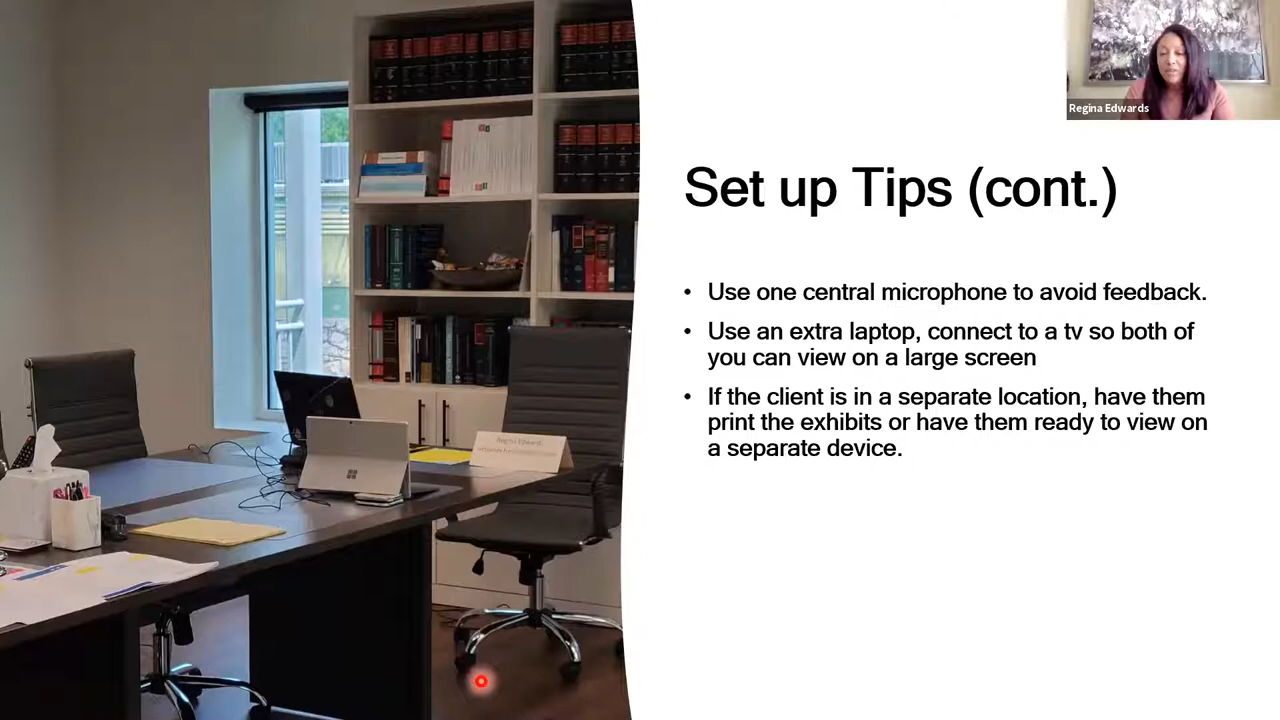 Regina Edwards
Set up Tips (cont.)
• Use one central microphone to avoid feedback.
• Use an extra laptop, connect to a tv so both of
you can view on a large screen
• If the client is in a separate location, have them
print the exhibits or have them ready to view on
a separate device.
Regina Edwards